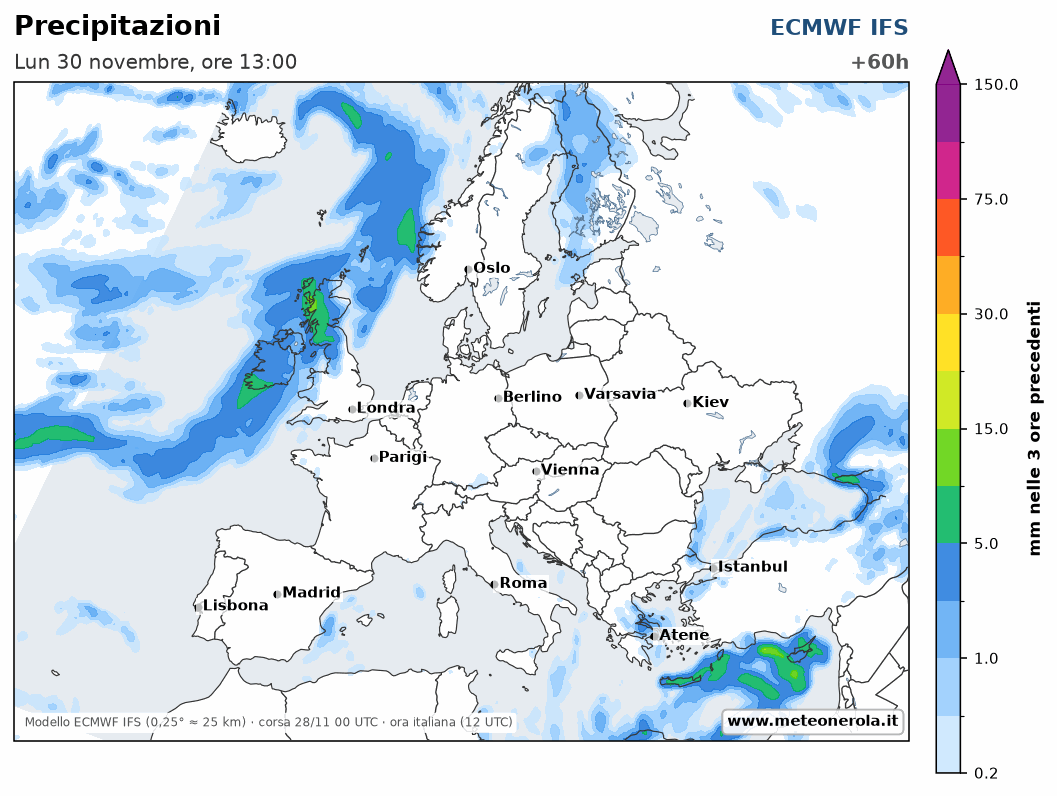 Precipitazioni
ECMWF IFS
Lun 30 novembre, ore 13:00
+60h
150.0
75.0
30.0
15.0
5.0
1.0
0.2
mm nelle 3 ore precedenti
Oslo
Berlino
Varsavia
Kiev
Londra
Parigi
Vienna
Istanbul
Roma
Madrid
Lisbona
Atene
Modello ECMWF IFS (0,25° ≈ 25 km) · corsa 28/11 00 UTC · ora italiana (12 UTC)
www.meteonerola.it